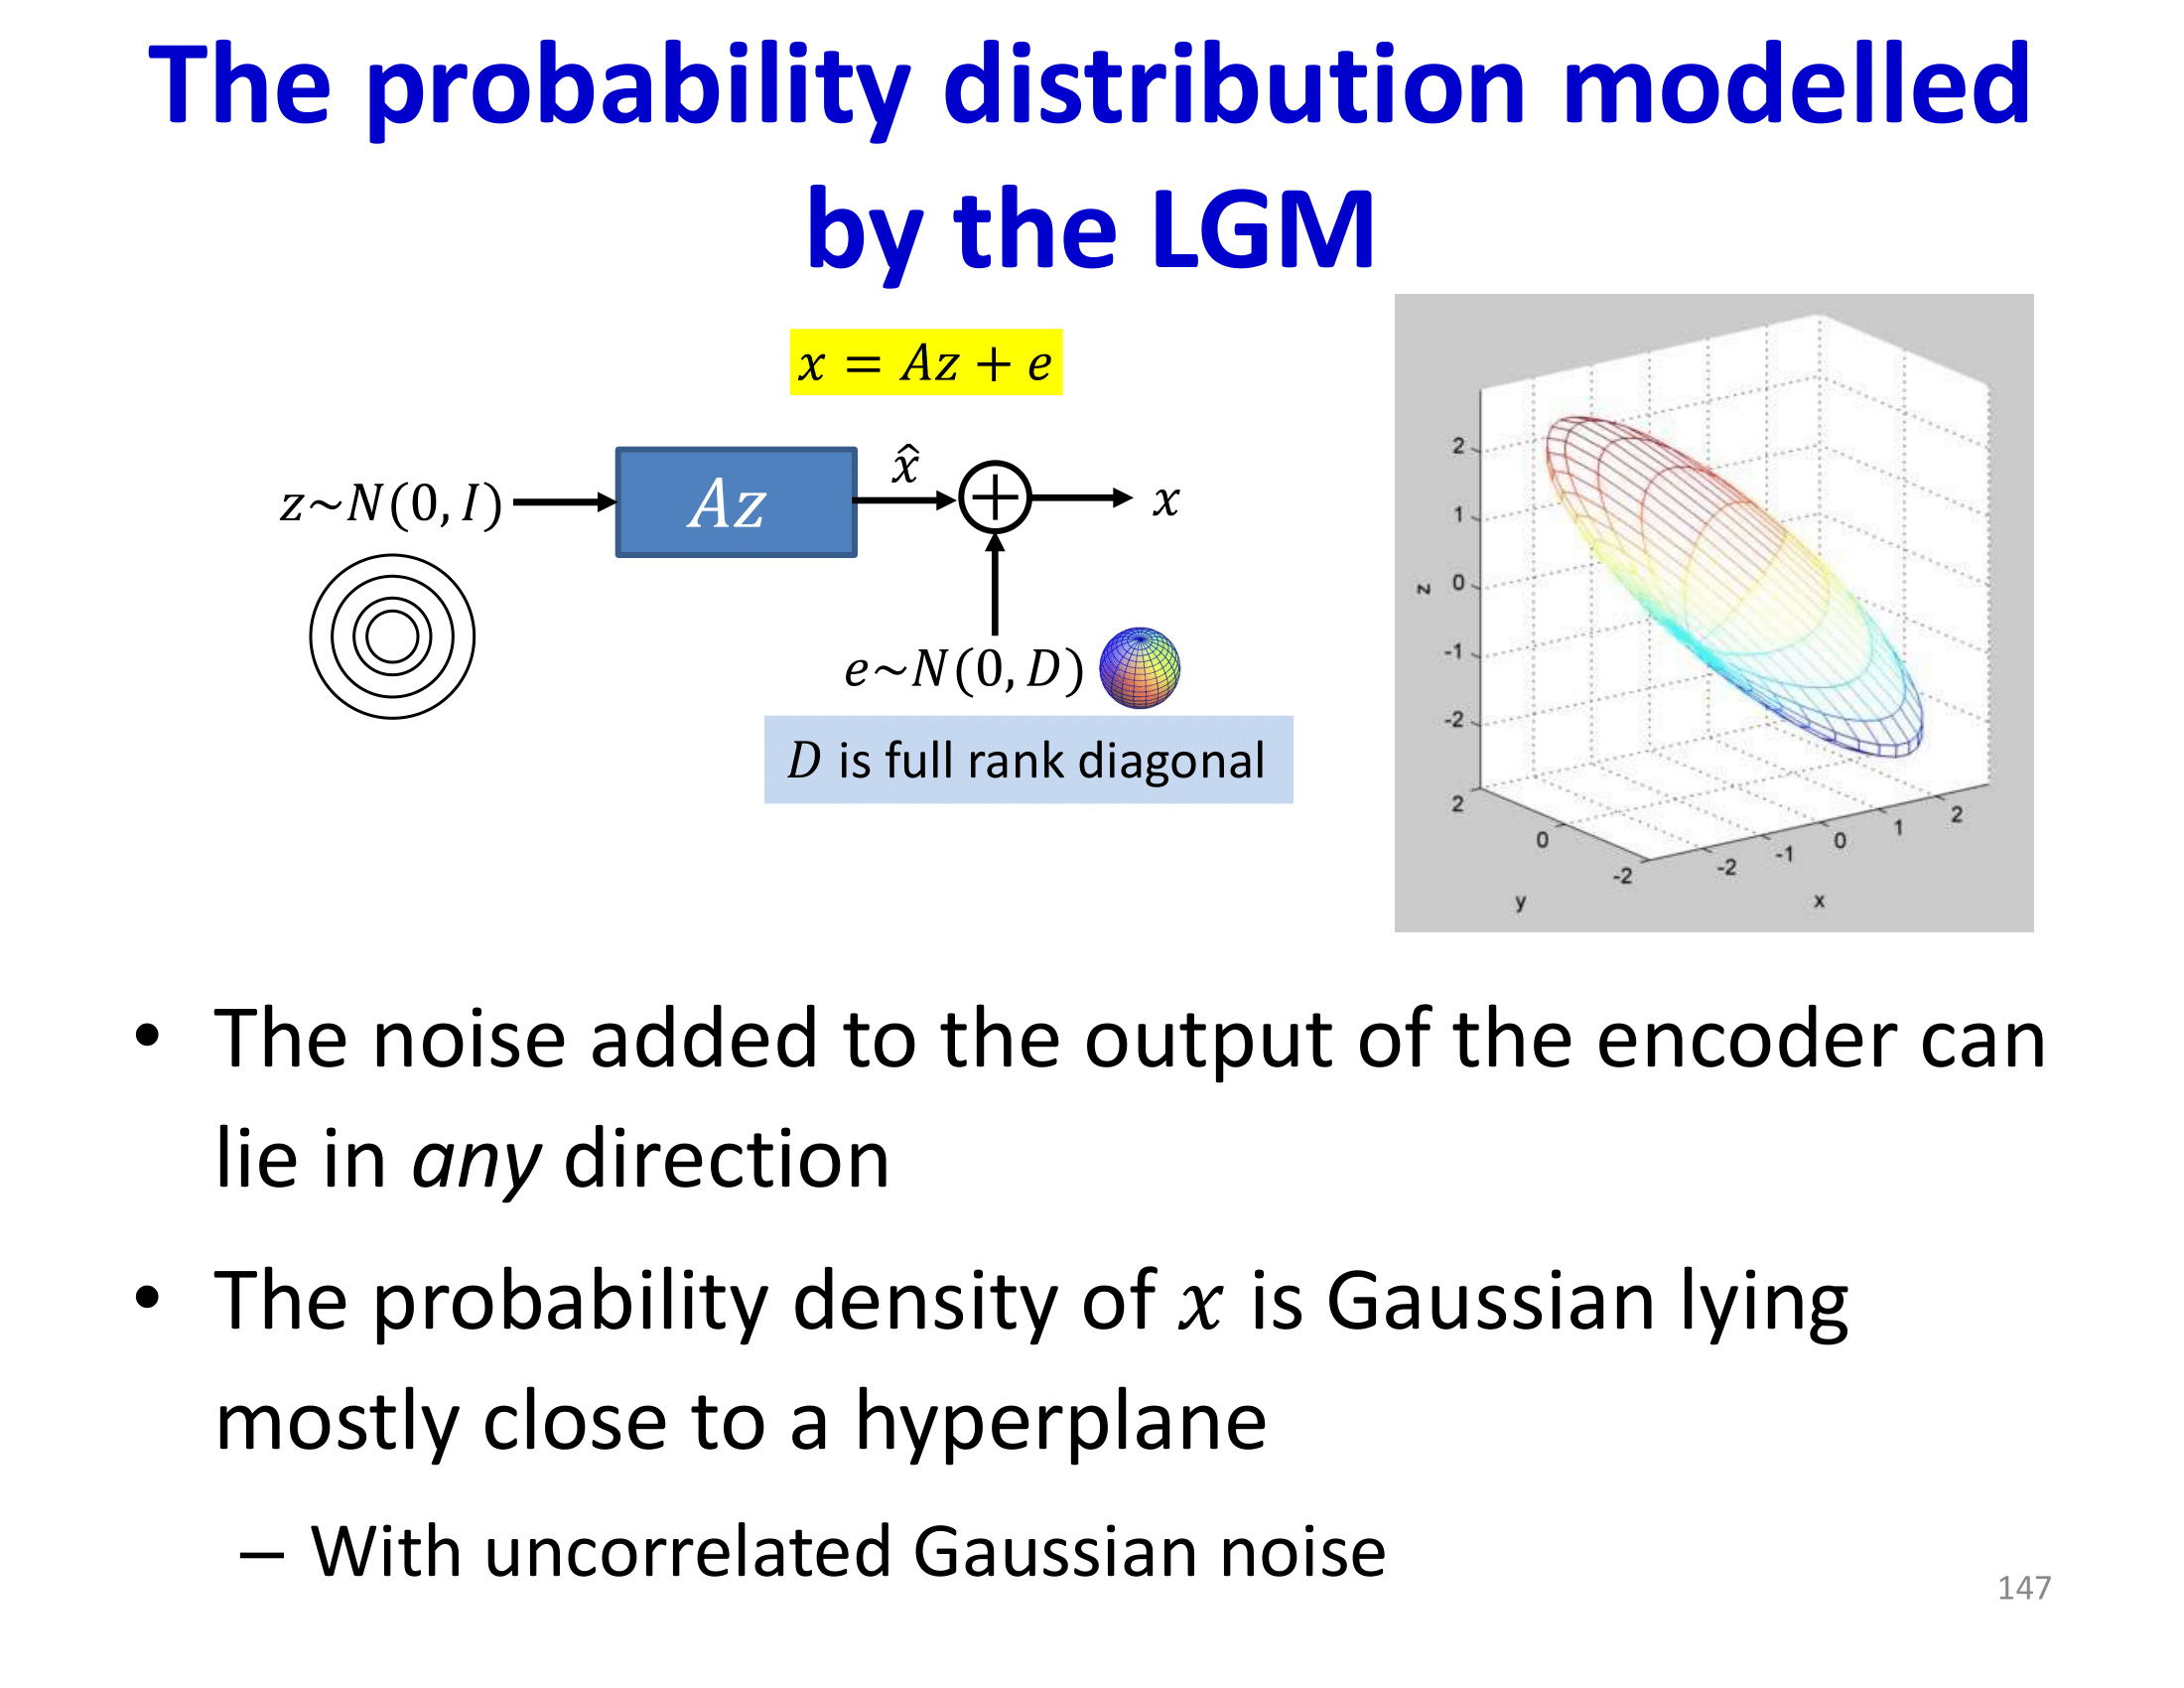 The probability distribution modelled
by the LGM
x = Az + e
z~N(0, I)
Az
x̂
x
e~N(0, D)
D is full rank diagonal
2
1
0
-1
-2
z
2
0
-2
y
-2
-1
0
1
2
x
• The noise added to the output of the encoder can
lie in any direction
• The probability density of x is Gaussian lying
mostly close to a hyperplane
– With uncorrelated Gaussian noise
147